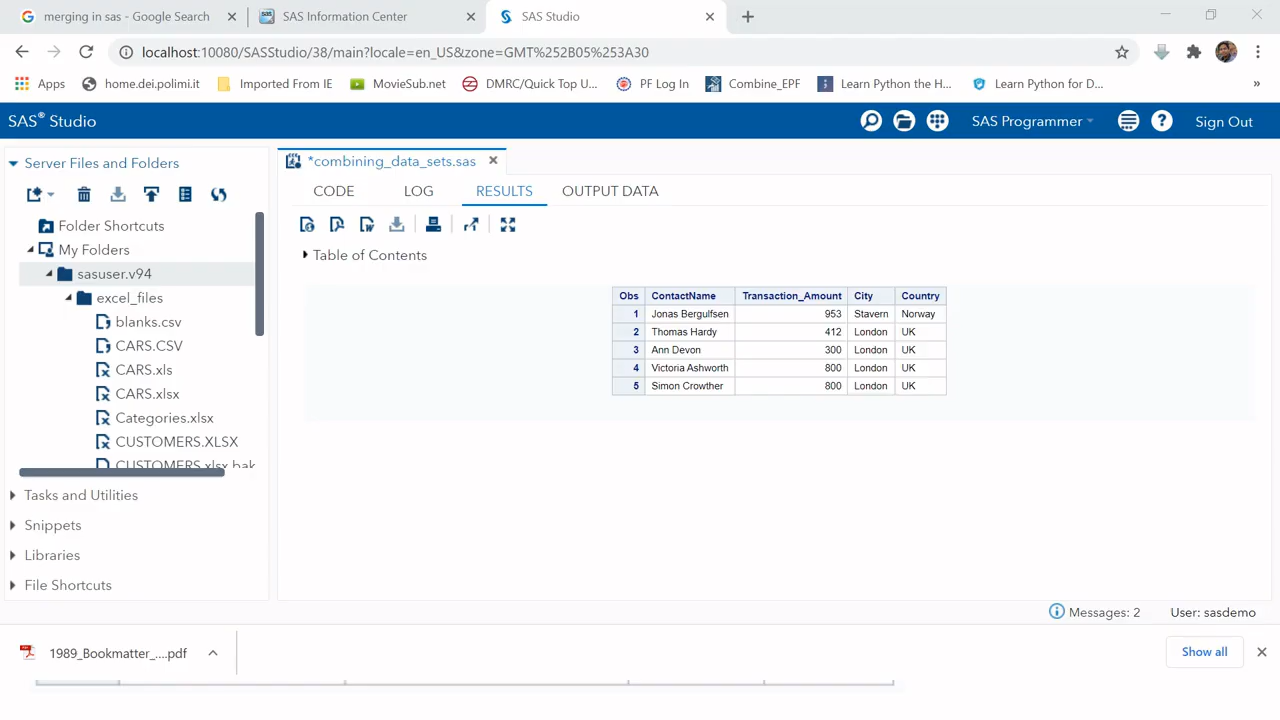 merging in sas - Google Search
SAS Information Center
SAS Studio
localhost:10080/SASStudio/38/main?locale=en_US&zone=GMT%252B05%253A30
Apps
home.dei.polimi.it
Imported From IE
MovieSub.net
DMRC/Quick Top U...
PF Log In
Combine_EPF
Learn Python the H...
Learn Python for D...
»
SAS® Studio
SAS Programmer
Sign Out
Server Files and Folders
Folder Shortcuts
My Folders
sasuser.v94
excel_files
blanks.csv
CARS.CSV
CARS.xls
CARS.xlsx
Categories.xlsx
CUSTOMERS.XLSX
CUSTOMERS.xlsx.bak
Tasks and Utilities
Snippets
Libraries
File Shortcuts
*combining_data_sets.sas
CODE LOG RESULTS OUTPUT DATA
Table of Contents
Obs ContactName Transaction_Amount City Country
1 Jonas Bergulfsen 953 Stavern Norway
2 Thomas Hardy 412 London UK
3 Ann Devon 300 London UK
4 Victoria Ashworth 800 London UK
5 Simon Crowther 800 London UK
Messages: 2
User: sasdemo
1989_Bookmatter_....pdf
Show all